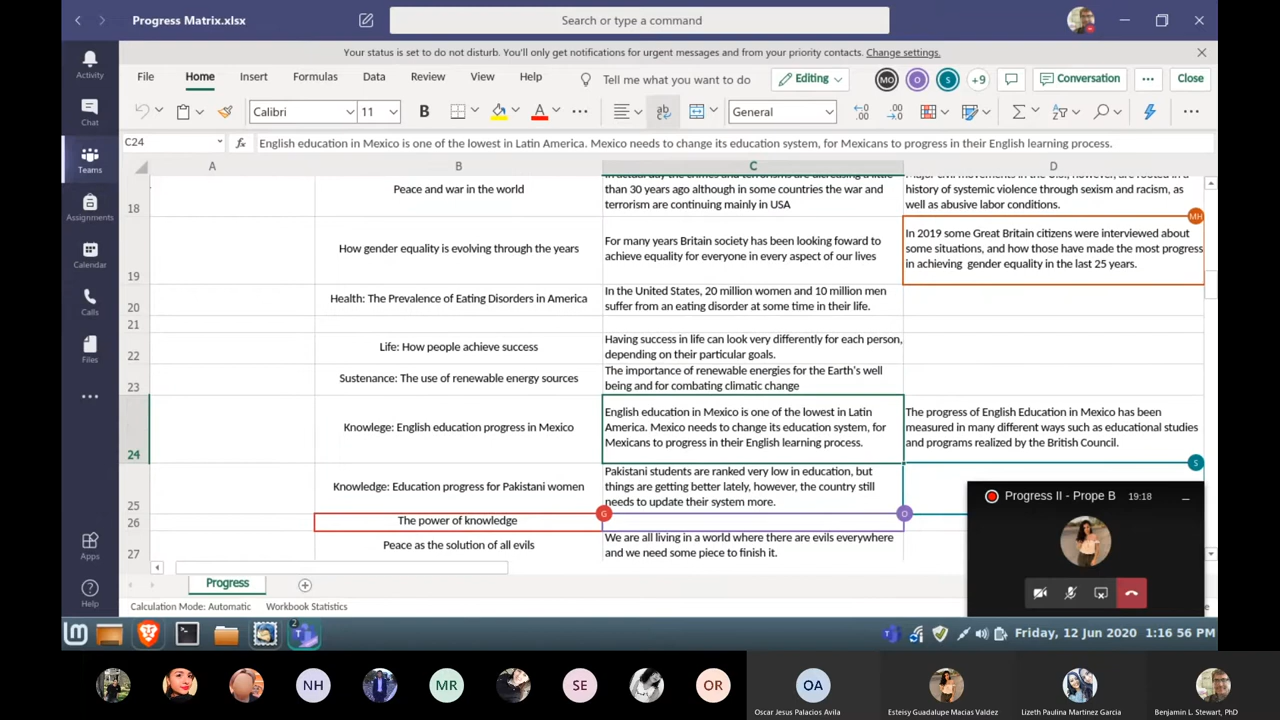 Progress Matrix.xlsx
Search or type a command
Your status is set to do not disturb. You'll only get notifications for urgent messages and from your priority contacts. Change settings.
Activity
Chat
Teams
Assignments
Calendar
Calls
Files
Apps
Help
File Home Insert Formulas Data Review View Help
Tell me what you want to do
Editing
MO O S +9
Conversation
Close
Calibri 11 B A General
C24
fx
English education in Mexico is one of the lowest in Latin America. Mexico needs to change its education system, for Mexicans to progress in their English learning process.
A B C D
18
Peace and war in the world
than 30 years ago although in some countries the war and
terrorism are continuing mainly in USA
history of systemic violence through sexism and racism, as
well as abusive labor conditions.
MH
19
How gender equality is evolving through the years
For many years Britain society has been looking foward to
achieve equality for everyone in every aspect of our lives
In 2019 some Great Britain citizens were interviewed about
some situations, and how those have made the most progress
in achieving gender equality in the last 25 years.
20
Health: The Prevalence of Eating Disorders in America
In the United States, 20 million women and 10 million men
suffer from an eating disorder at some time in their life.
21
22
Life: How people achieve success
Having success in life can look very differently for each person,
depending on their particular goals.
23
Sustenance: The use of renewable energy sources
The importance of renewable energies for the Earth's well
being and for combating climatic change
24
Knowlege: English education progress in Mexico
English education in Mexico is one of the lowest in Latin
America. Mexico needs to change its education system, for
Mexicans to progress in their English learning process.
The progress of English Education in Mexico has been
measured in many different ways such as educational studies
and programs realized by the British Council.
S
25
Knowledge: Education progress for Pakistani women
Pakistani students are ranked very low in education, but
things are getting better lately, however, the country still
needs to update their system more.
26
The power of knowledge
G
O
27
Peace as the solution of all evils
We are all living in a world where there are evils everywhere
and we need some piece to finish it.
Progress II - Prope B 19:18
Progress
Calculation Mode: Automatic Workbook Statistics
2
Friday, 12 Jun 2020 1:16:56 PM
NH MR SE OR OA
Oscar Jesus Palacios Avila
Esteisy Guadalupe Macias Valdez
Lizeth Paulina Martinez Garcia
Benjamin L. Stewart, PhD